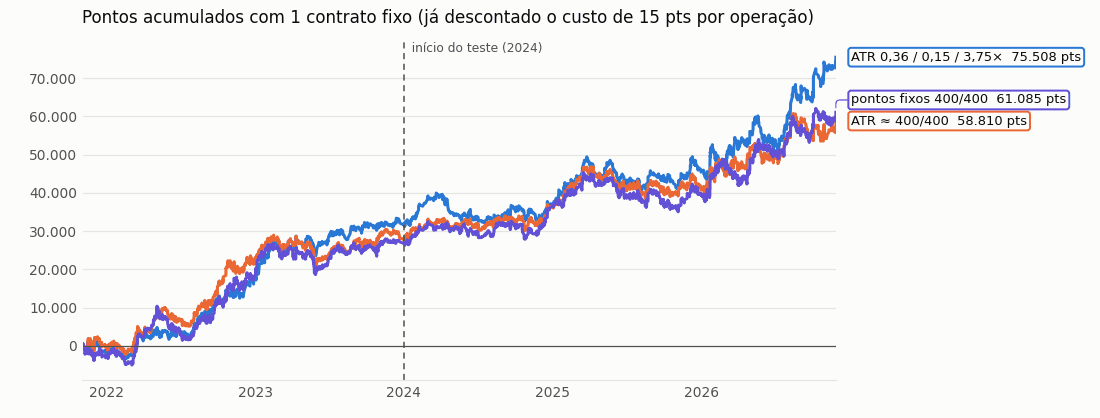 Pontos acumulados com 1 contrato fixo (já descontado o custo de 15 pts por operação)
início do teste (2024)
ATR 0,36 / 0,15 / 3,75×  75.508 pts
pontos fixos 400/400  61.085 pts
ATR ≈ 400/400  58.810 pts
70.000
60.000
50.000
40.000
30.000
20.000
10.000
0
2022 2023 2024 2025 2026